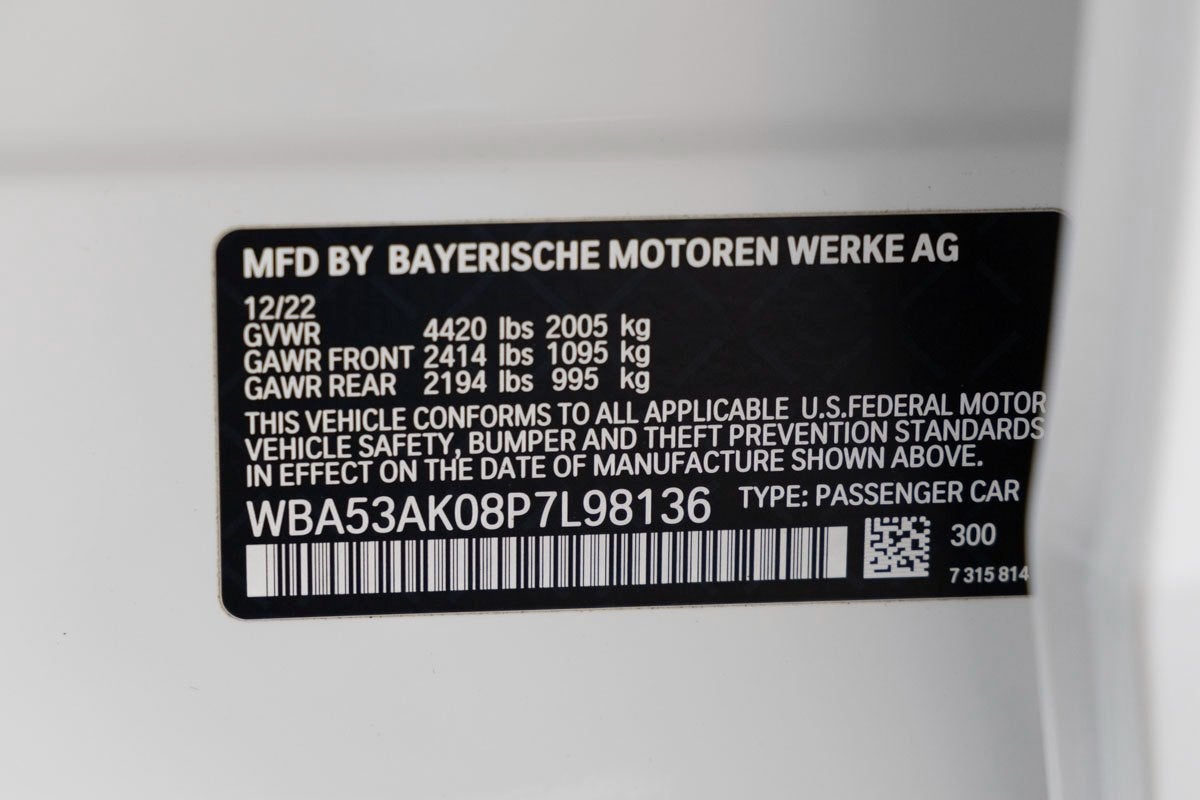 MFD BY BAYERISCHE MOTOREN WERKE AG
12/22
GVWR 4420 lbs 2005 kg
GAWR FRONT 2414 lbs 1095 kg
GAWR REAR 2194 lbs 995 kg
THIS VEHICLE CONFORMS TO ALL APPLICABLE U.S.FEDERAL MOTOR
VEHICLE SAFETY, BUMPER AND THEFT PREVENTION STANDARDS
IN EFFECT ON THE DATE OF MANUFACTURE SHOWN ABOVE.
WBA53AK08P7L98136 TYPE: PASSENGER CAR
300
7 315 814